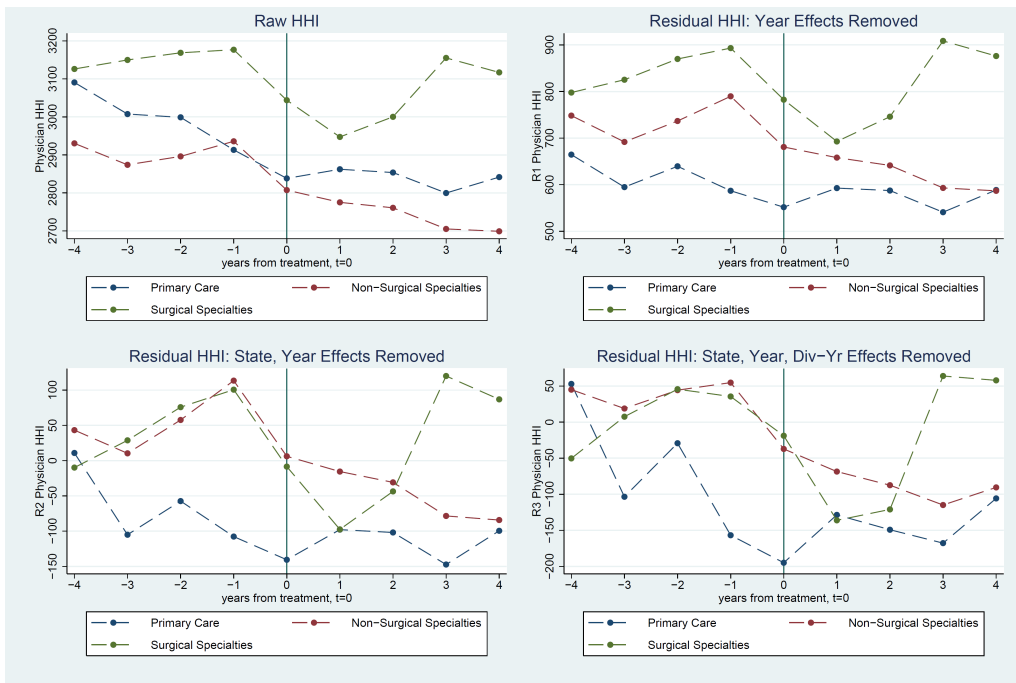 Raw HHI
Physician HHI
3200
3100
3000
2900
2800
2700
−4 −3 −2 −1 0 1 2 3 4
years from treatment, t=0
Primary Care Non−Surgical Specialties
Surgical Specialties
Residual HHI: Year Effects Removed
R1 Physician HHI
900
800
700
600
500
−4 −3 −2 −1 0 1 2 3 4
years from treatment, t=0
Primary Care Non−Surgical Specialties
Surgical Specialties
Residual HHI: State, Year Effects Removed
R2 Physician HHI
100
50
0
−50
−100
−150
−4 −3 −2 −1 0 1 2 3 4
years from treatment, t=0
Primary Care Non−Surgical Specialties
Surgical Specialties
Residual HHI: State, Year, Div−Yr Effects Removed
R3 Physician HHI
50
0
−50
−100
−150
−200
−4 −3 −2 −1 0 1 2 3 4
years from treatment, t=0
Primary Care Non−Surgical Specialties
Surgical Specialties